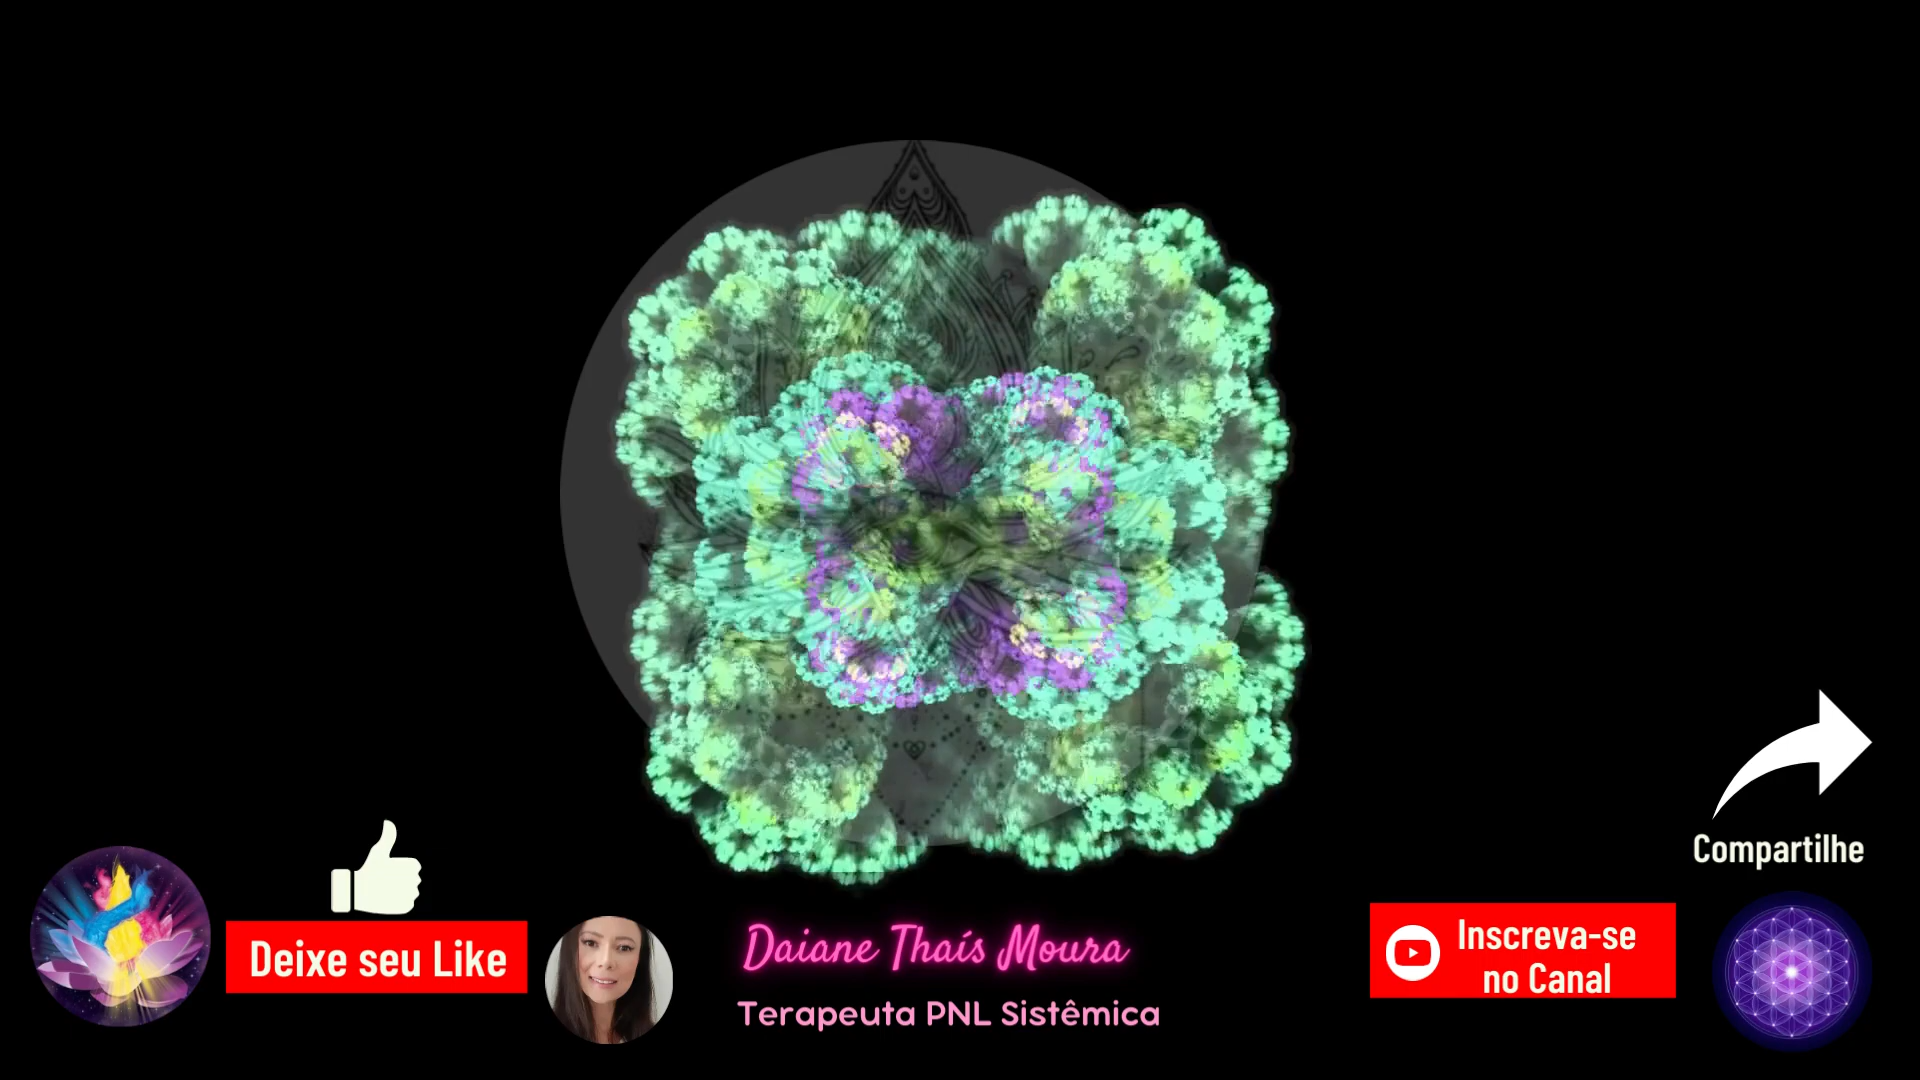 Compartilhe
Deixe seu Like
Daiane Thaís Moura
Terapeuta PNL Sistêmica
Inscreva-se
no Canal